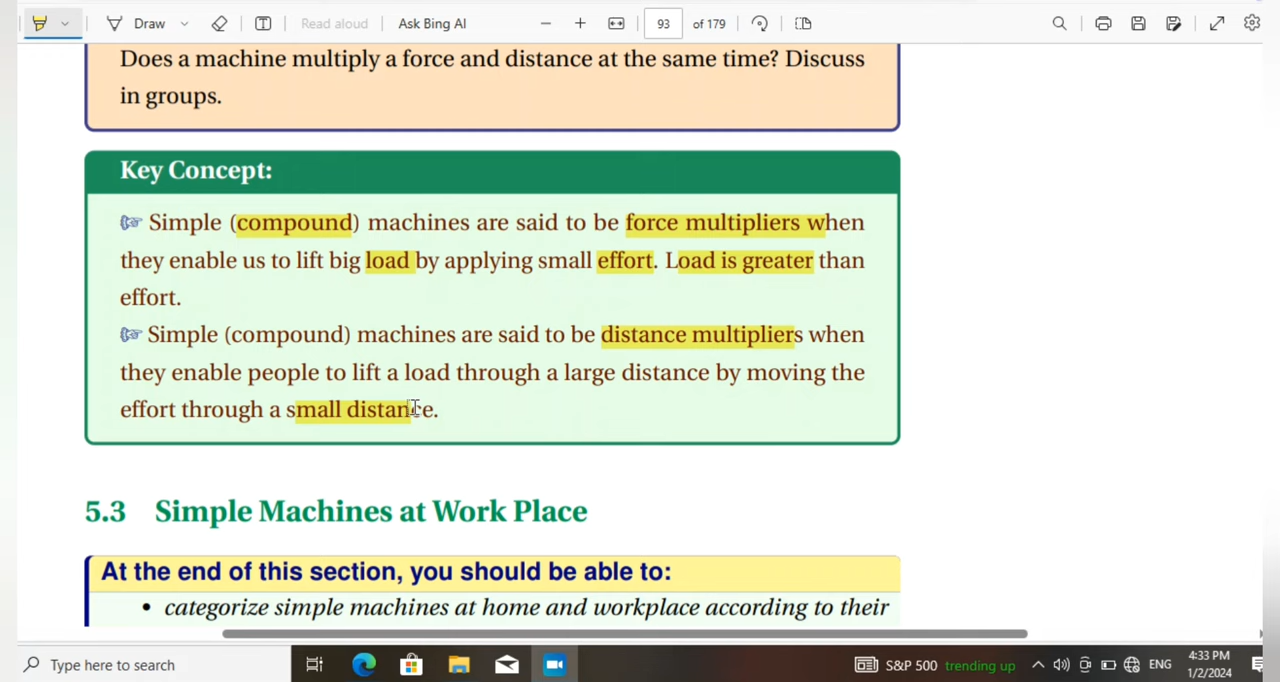 Draw
Read aloud
Ask Bing AI
93
of 179
Does a machine multiply a force and distance at the same time? Discuss
in groups.
Key Concept:
Simple (compound) machines are said to be force multipliers when
they enable us to lift big load by applying small effort. Load is greater than
effort.
Simple (compound) machines are said to be distance multipliers when
they enable people to lift a load through a large distance by moving the
effort through a small distance.
5.3 Simple Machines at Work Place
At the end of this section, you should be able to:
• categorize simple machines at home and workplace according to their
Type here to search
S&P 500 trending up
ENG
4:33 PM
1/2/2024